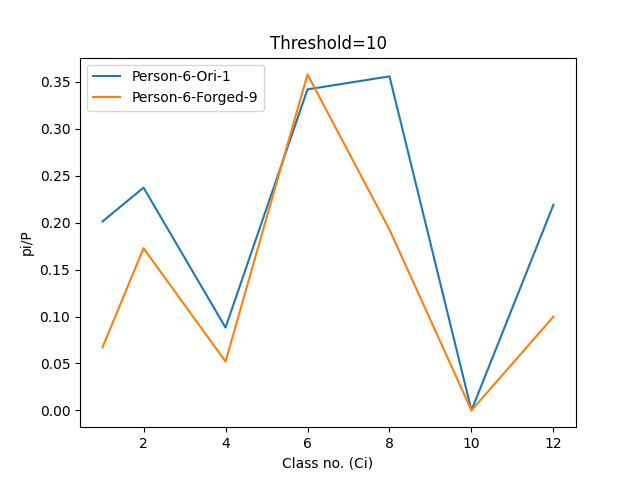 Threshold=10
Person-6-Ori-1
Person-6-Forged-9
0.35
0.30
0.25
0.20
0.15
0.10
0.05
0.00
pi/P
2 4 6 8 10 12
Class no. (Ci)